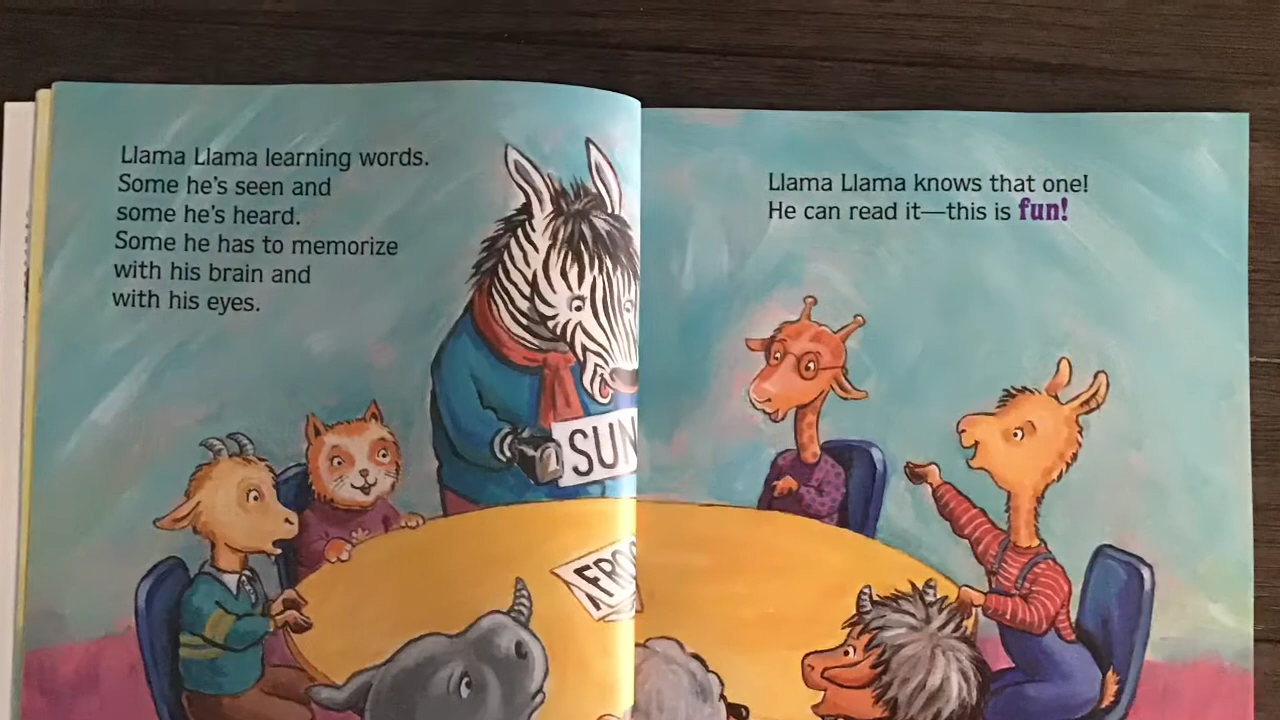 Llama Llama learning words.
Some he's seen and
some he's heard.
Some he has to memorize
with his brain and
with his eyes.
SUN
Llama Llama knows that one!
He can read it—this is fun!